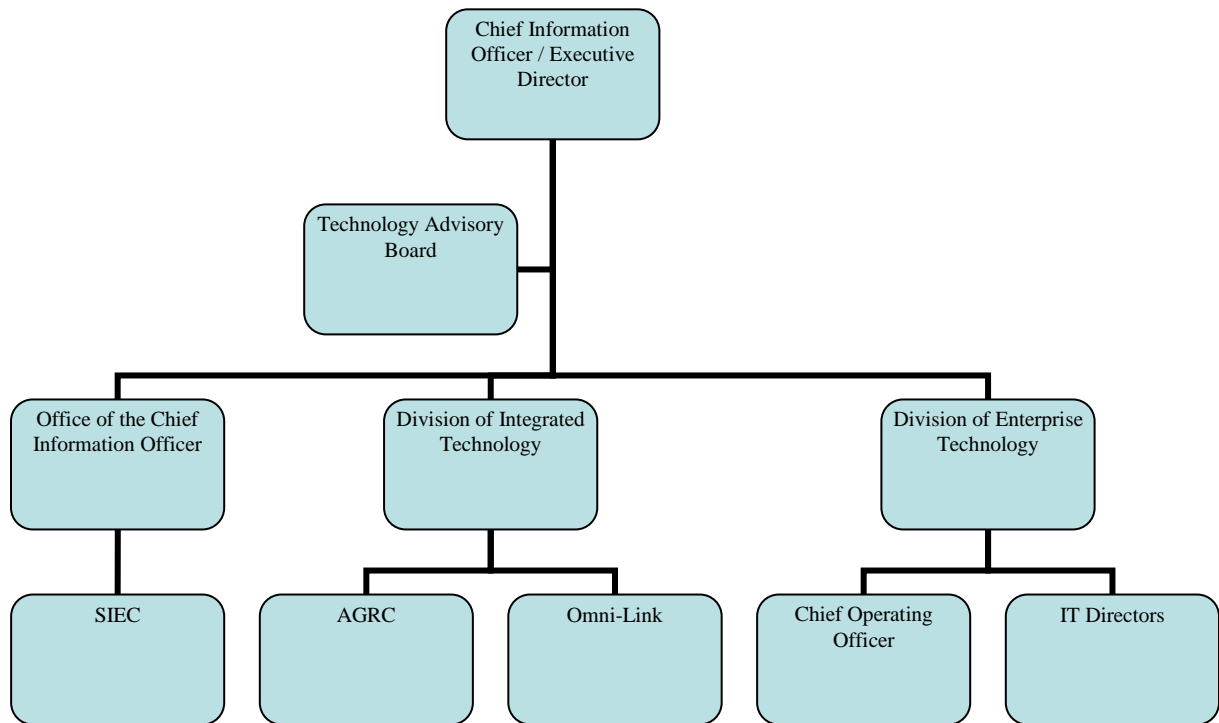 Chief Information
Officer / Executive
Director
Technology Advisory
Board
Office of the Chief
Information Officer
Division of Integrated
Technology
Division of Enterprise
Technology
SIEC
AGRC
Omni-Link
Chief Operating
Officer
IT Directors